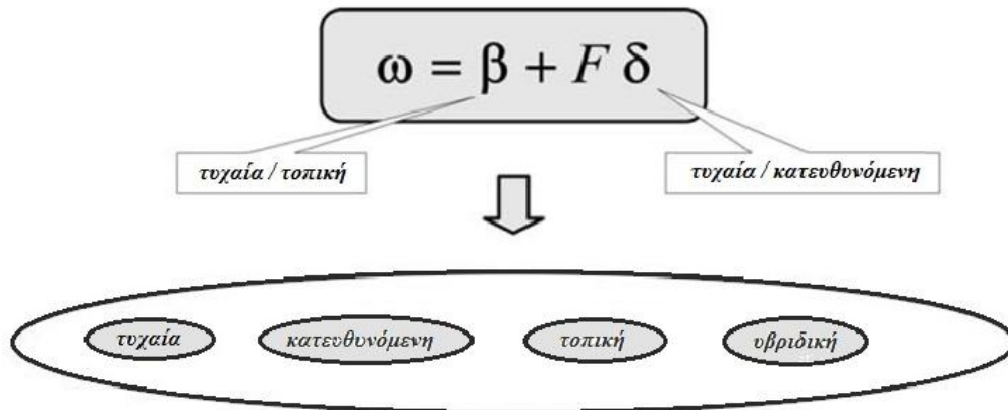 ω = β + F δ
τυχαία / τοπική
τυχαία / κατευθυνόμενη
τυχαία
κατευθυνόμενη
τοπική
υβριδική